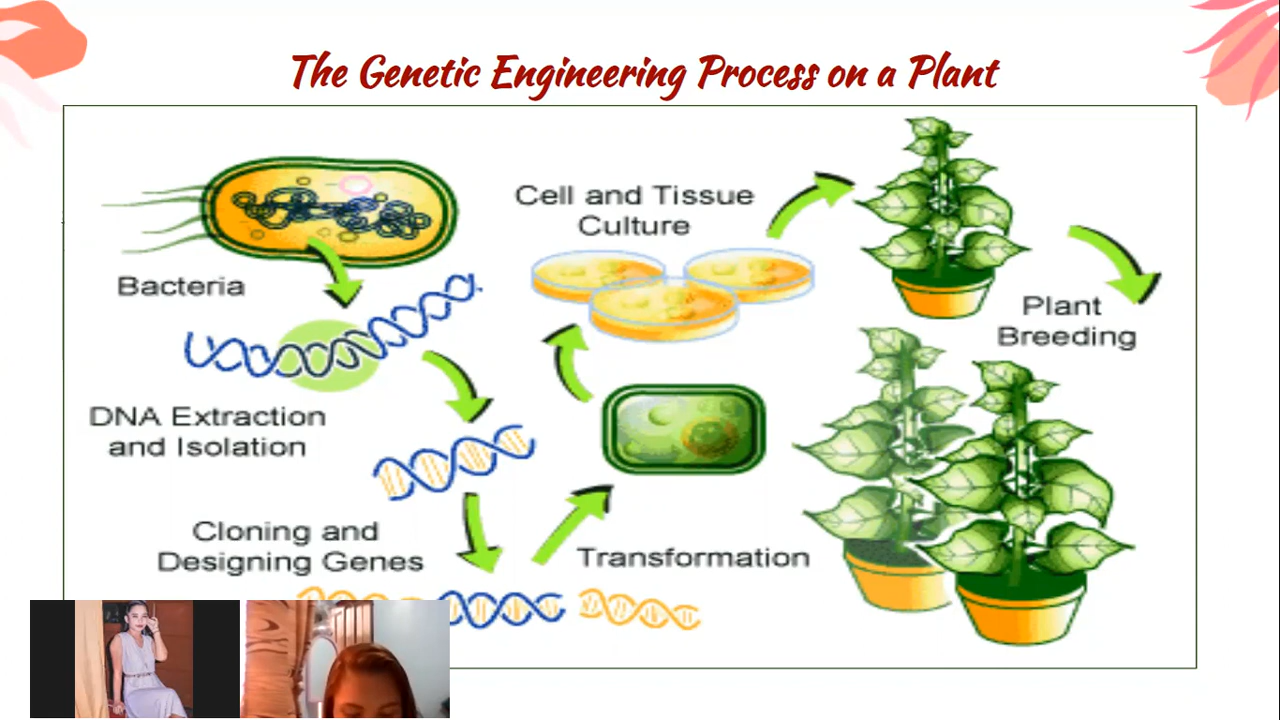 The Genetic Engineering Process on a Plant
Bacteria
DNA Extraction
and Isolation
Cloning and
Designing Genes
Transformation
Cell and Tissue
Culture
Plant
Breeding